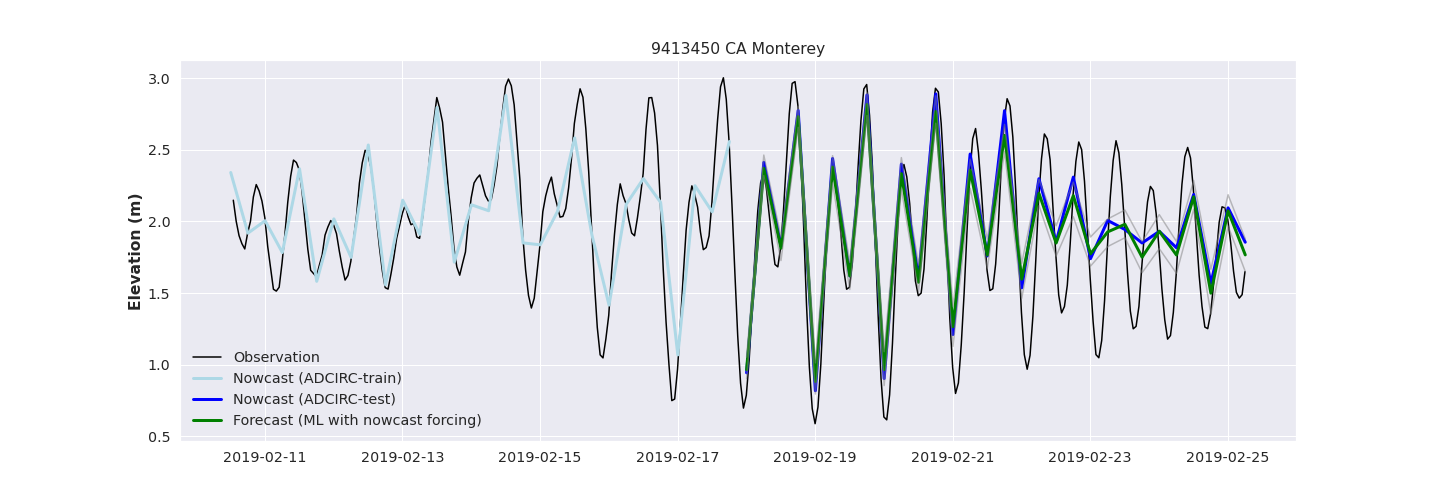 9413450 CA Monterey
Elevation (m)
3.0
2.5
2.0
1.5
1.0
0.5
Observation
Nowcast (ADCIRC-train)
Nowcast (ADCIRC-test)
Forecast (ML with nowcast forcing)
2019-02-11 2019-02-13 2019-02-15 2019-02-17 2019-02-19 2019-02-21 2019-02-23 2019-02-25